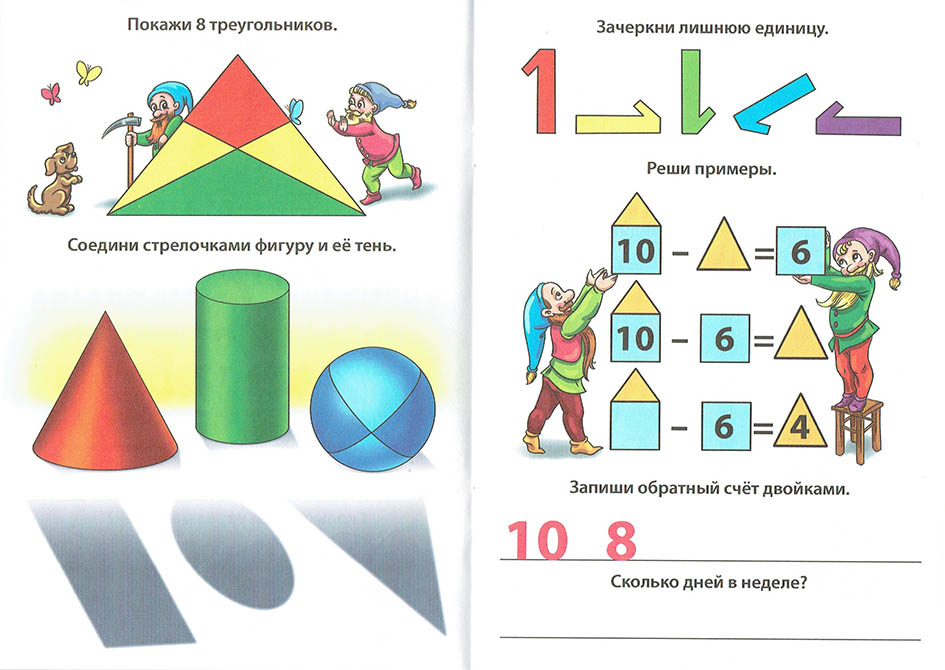 Покажи 8 треугольников.
Соедини стрелочками фигуру и её тень.
Зачеркни лишнюю единицу.
1
Реши примеры.
10 – = 6
10 – 6 =
– 6 = 4
Запиши обратный счёт двойками.
10 8
Сколько дней в неделе?